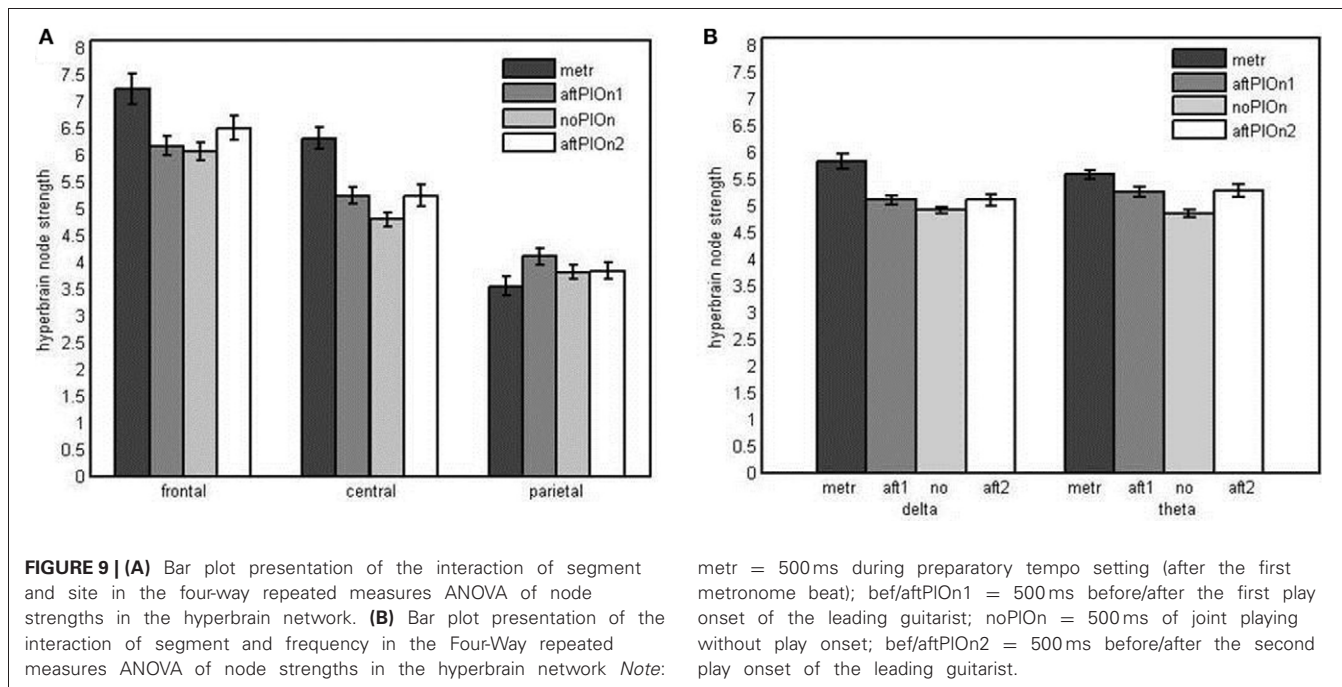 A
8
7.5
7
6.5
6
5.5
5
4.5
4
3.5
3
2.5
2
1.5
1
0.5
0
hyperbrain node strength
metr
aftPlOn1
noPlOn
aftPlOn2
frontal central parietal
B
8
7.5
7
6.5
6
5.5
5
4.5
4
3.5
3
2.5
2
1.5
1
0.5
0
hyperbrain node strength
metr
aftPlOn1
noPlOn
aftPlOn2
metr aft1 no aft2 metr aft1 no aft2
delta theta
FIGURE 9 | (A) Bar plot presentation of the interaction of segment
and site in the four-way repeated measures ANOVA of node
strengths in the hyperbrain network. (B) Bar plot presentation of the
interaction of segment and frequency in the Four-Way repeated
measures ANOVA of node strengths in the hyperbrain network Note:
metr = 500 ms during preparatory tempo setting (after the first
metronome beat); bef/aftPlOn1 = 500 ms before/after the first play
onset of the leading guitarist; noPlOn = 500 ms of joint playing
without play onset; bef/aftPlOn2 = 500 ms before/after the second
play onset of the leading guitarist.